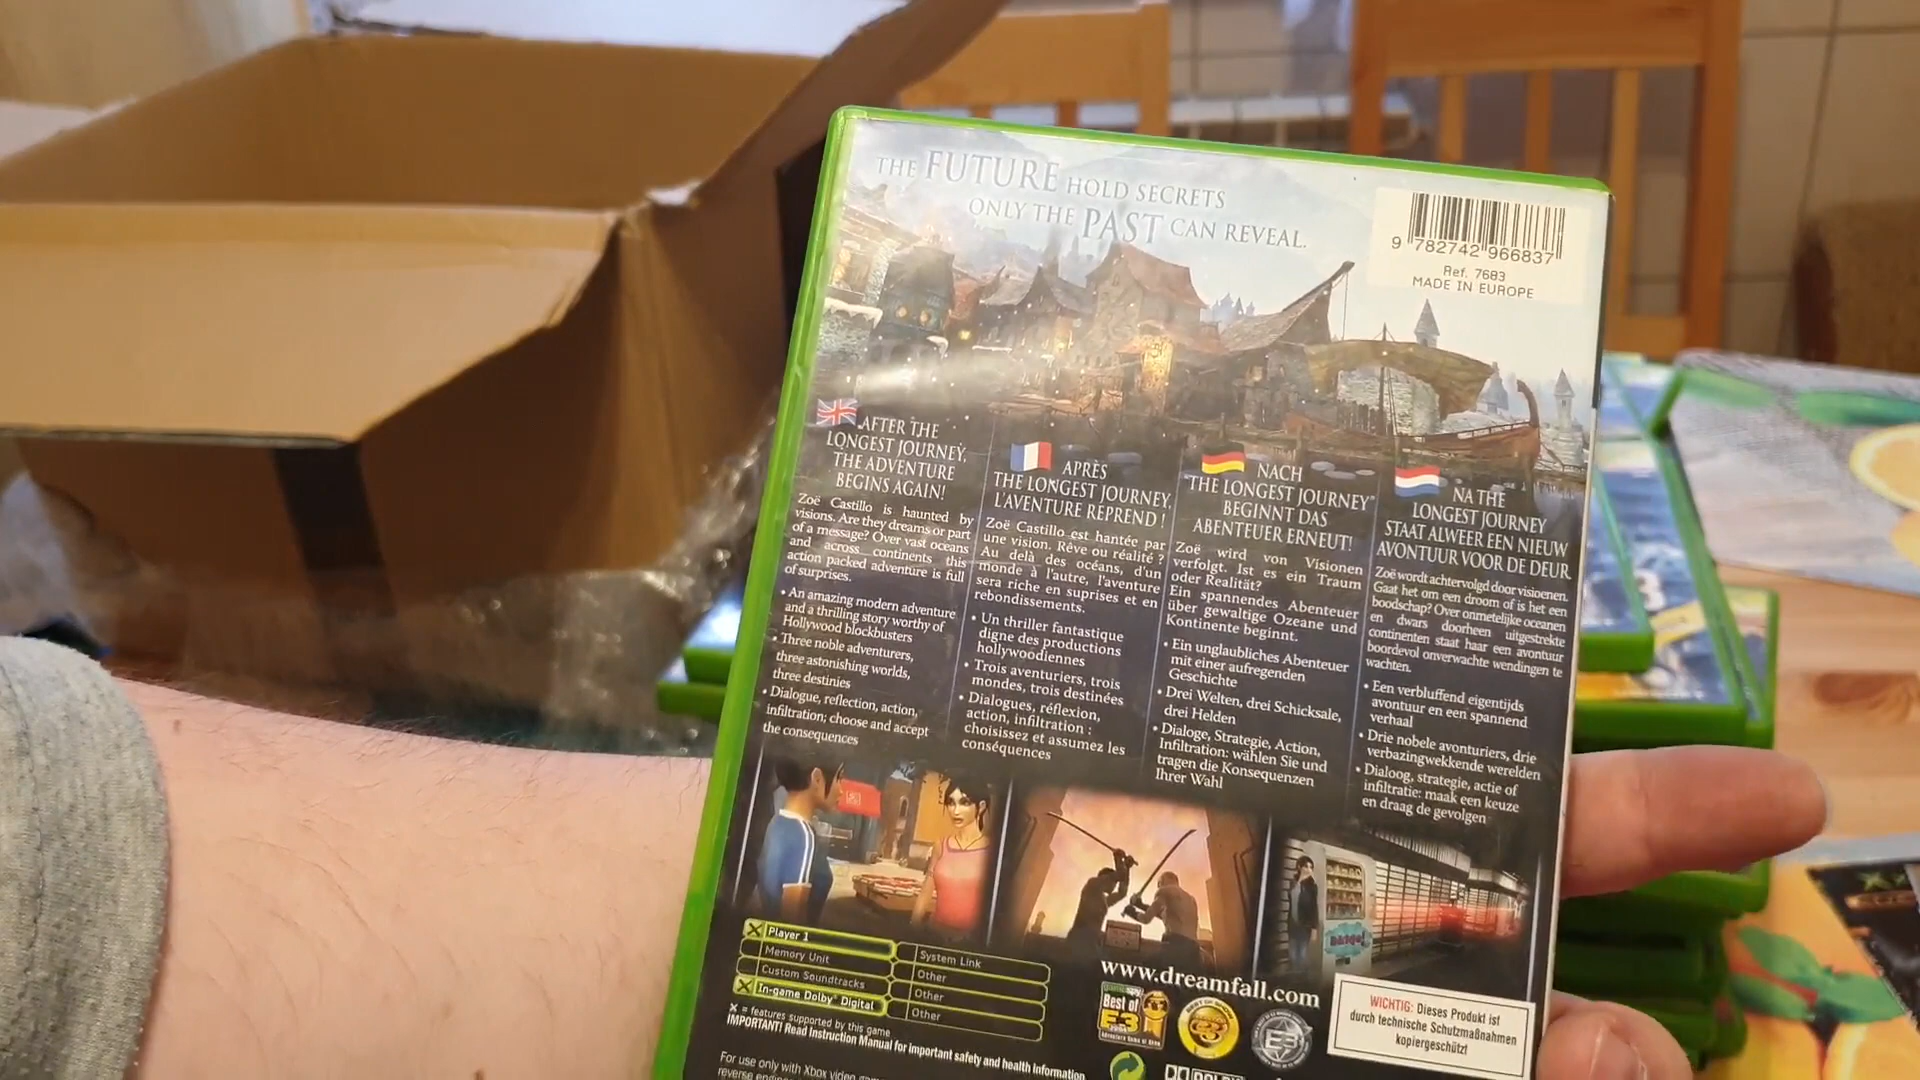 THE FUTURE HOLD SECRETS
ONLY THE PAST CAN REVEAL.
9 782742 966837
Ref. 7683
MADE IN EUROPE
AFTER THE
LONGEST JOURNEY,
THE ADVENTURE
BEGINS AGAIN!
Zoë Castillo is haunted by
visions. Are they dreams or part
of a message? Over vast oceans
and across continents this
action packed adventure is full
of surprises.
• An amazing modern adventure
and a thrilling story worthy of
Hollywood blockbusters
• Three noble adventurers,
three astonishing worlds,
three destinies
• Dialogue, reflection, action,
infiltration; choose and accept
the consequences
APRÈS
THE LONGEST JOURNEY,
L'AVENTURE REPREND !
Zoë Castillo est hantée par
une vision. Rêve ou réalité ?
Au delà des océans, d'un
monde à l'autre, l'aventure
sera riche en suprises et en
rebondissements.
• Un thriller fantastique
digne des productions
hollywoodiennes
• Trois aventuriers, trois
mondes, trois destinées
• Dialogues, réflexion,
action, infiltration :
choisissez et assumez les
conséquences
NACH
"THE LONGEST JOURNEY"
BEGINNT DAS
ABENTEUER ERNEUT!
Zoë wird von Visionen
verfolgt. Ist es ein Traum
oder Realität?
Ein spannendes Abenteuer
über gewaltige Ozeane und
Kontinente beginnt.
• Ein unglaubliches Abenteuer
mit einer aufregenden
Geschichte
• Drei Welten, drei Schicksale,
drei Helden
• Dialoge, Strategie, Action,
Infiltration: wählen Sie und
tragen die Konsequenzen
Ihrer Wahl
NA THE
LONGEST JOURNEY
STAAT ALWEER EEN NIEUW
AVONTUUR VOOR DE DEUR.
Zoë wordt achtervolgd door visioenen.
Gaat het om een droom of is het een
boodschap? Over onmetelijke oceanen
en dwars doorheen uitgestrekte
continenten staat haar een avontuur
boordevol onverwachte wendingen te
wachten.
• Een verbluffend eigentijds
avontuur en een spannend
verhaal
• Drie nobele avonturiers, drie
verbazingwekkende werelden
• Dialoog, strategie, actie of
infiltratie: maak een keuze
en draag de gevolgen
Player 1
Memory Unit
Custom Soundtracks
In-game Dolby® Digital
System Link
Other
Other
Other
X = features supported by this game
IMPORTANT! Read Instruction Manual for important safety and health information
For use only with Xbox video
www.dreamfall.com
Best of
E3
WICHTIG: Dieses Produkt ist
durch technische Schutzmaßnahmen
kopiergeschützt